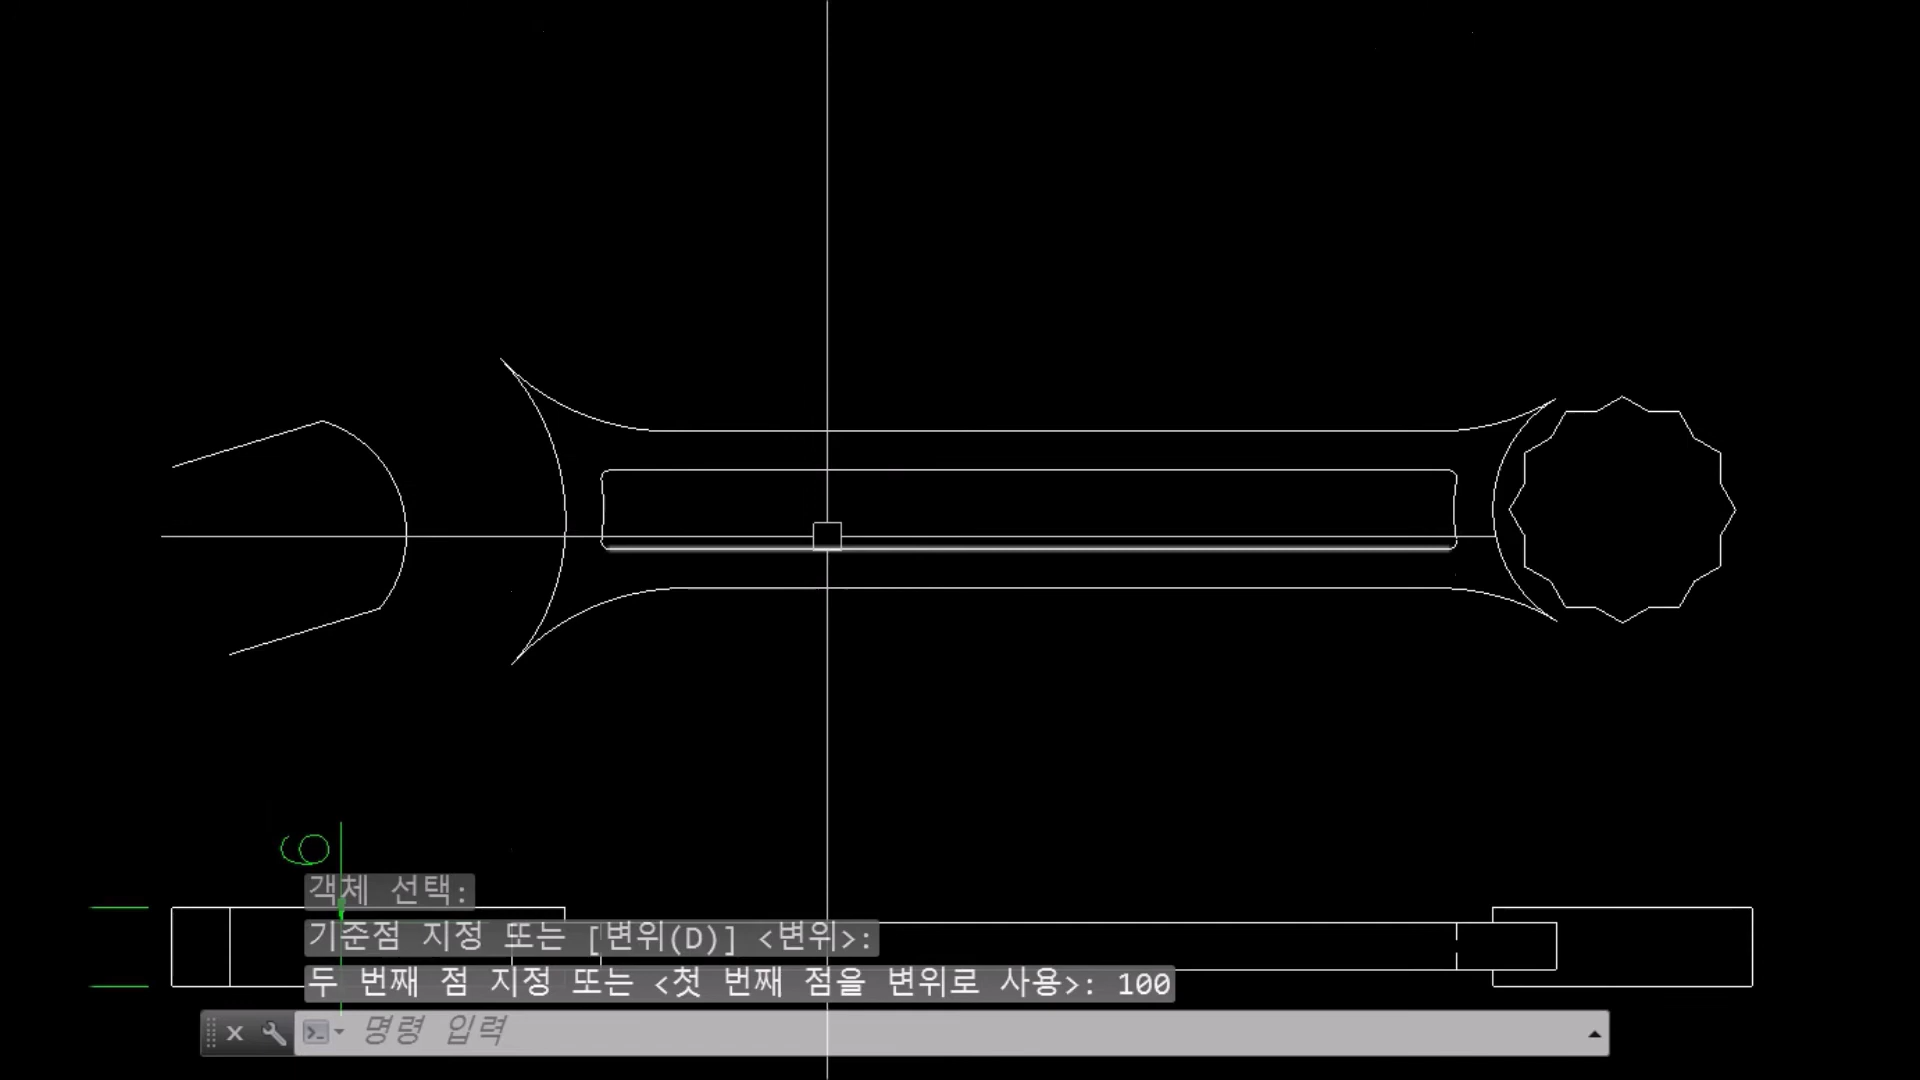 6
객체 선택:
기준점 지정 또는 [변위(D)] <변위>:
두 번째 점 지정 또는 <첫 번째 점을 변위로 사용>: 100
명령 입력